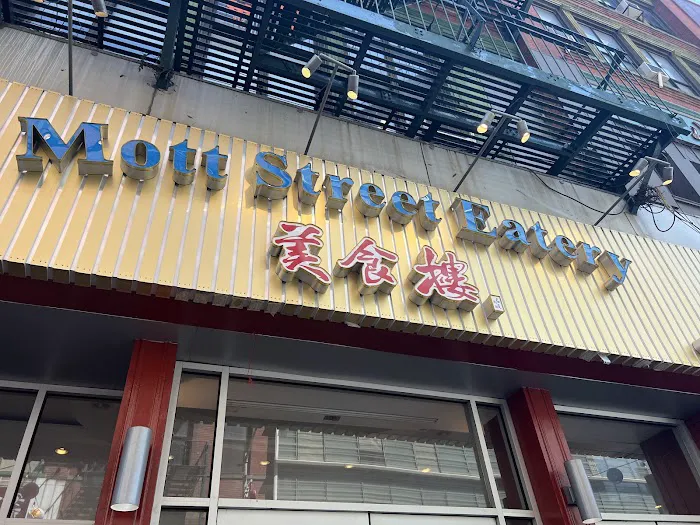 Mott Street Eatery
美食樓